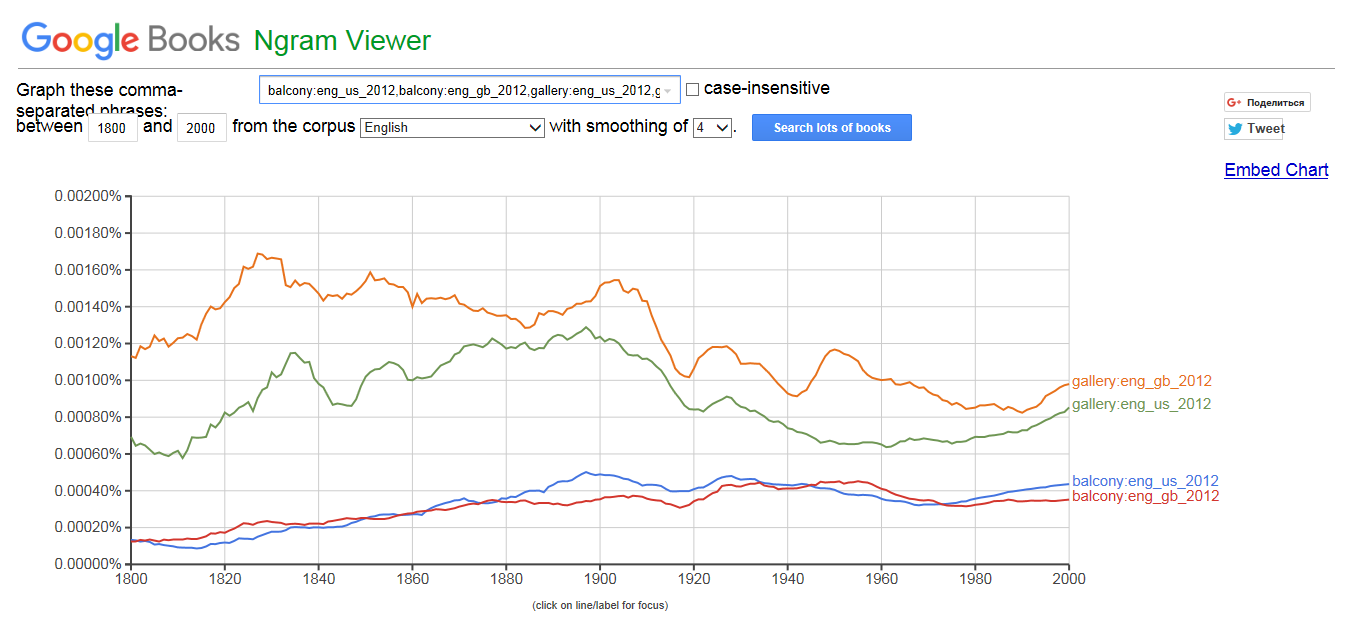 Google Books Ngram Viewer
Graph these comma-separated phrases:
balcony:eng_us_2012,balcony:eng_gb_2012,gallery:eng_us_2012,g
case-insensitive
between 1800 and 2000 from the corpus English with smoothing of 4. Search lots of books
G+ Поделиться
Tweet
Embed Chart
0.00200%
0.00180%
0.00160%
0.00140%
0.00120%
0.00100%
0.00080%
0.00060%
0.00040%
0.00020%
0.00000%
gallery:eng_gb_2012
gallery:eng_us_2012
balcony:eng_us_2012
balcony:eng_gb_2012
1800 1820 1840 1860 1880 1900 1920 1940 1960 1980 2000
(click on line/label for focus)